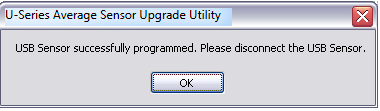 U-Series Average Sensor Upgrade Utility
USB Sensor successfully programmed. Please disconnect the USB Sensor.
OK